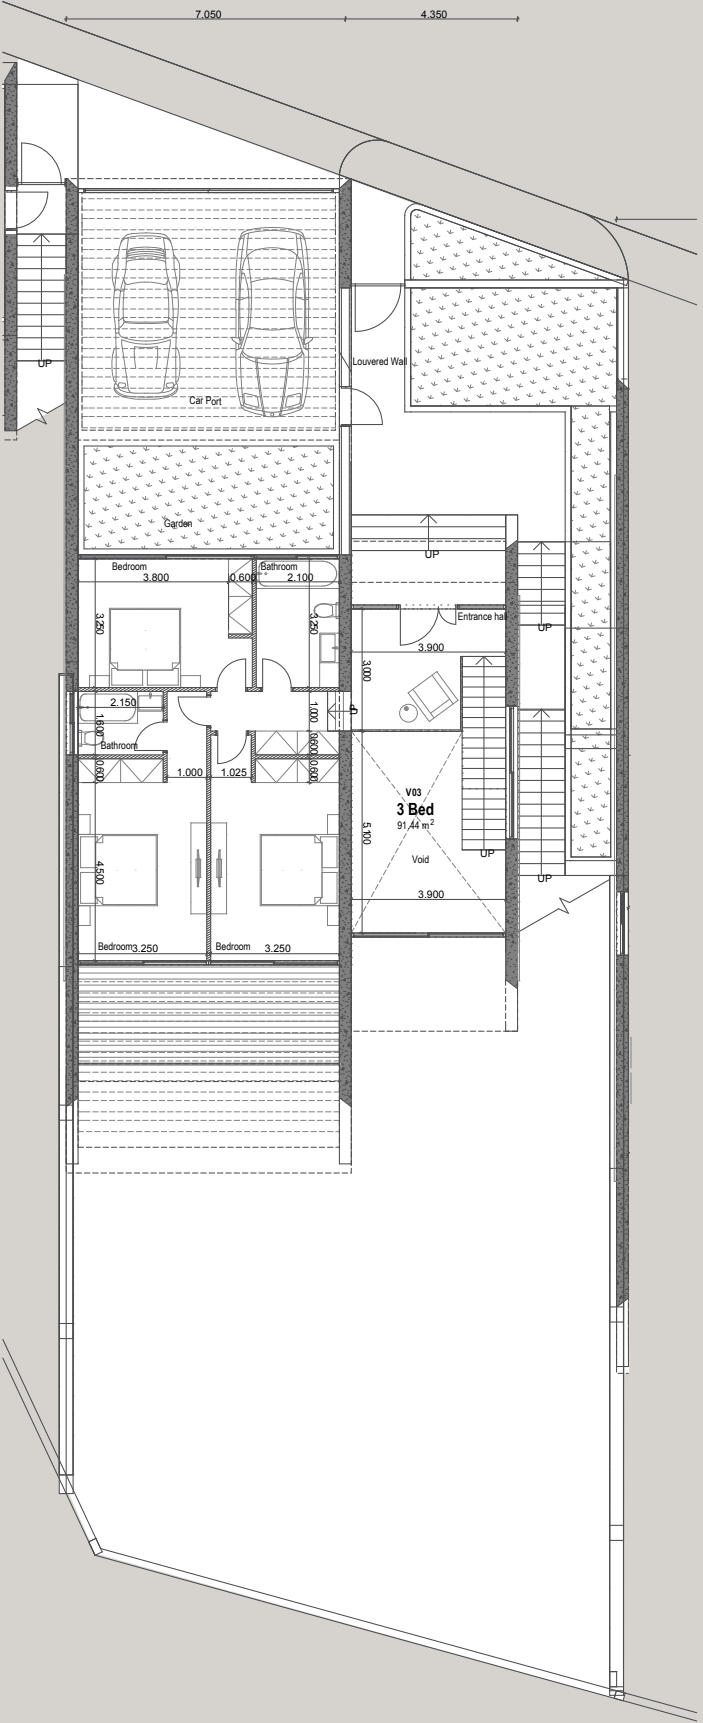 7.050
4.350
UP
Louvered Wall
Car Port
Garden
UP
Bedroom
Bathroom
3.800
0.600
2.100
3.250
3.250
Entrance hall
UP
3.900
3.000
2.150
1.600
1.000
UP
Bathroom
0.600
0.600
0.600
1.000
1.025
V03
3 Bed
91.44 m2
5.100
Void
UP
4.500
UP
3.900
Bedroom
3.250
Bedroom
3.250